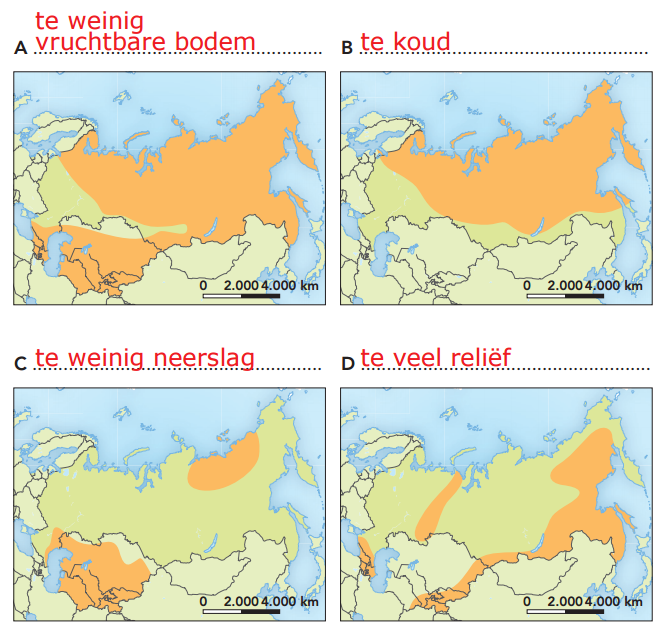 te weinig
A vruchtbare bodem
B te koud
0 2.000 4.000 km
0 2.000 4.000 km
C te weinig neerslag
D te veel reliëf
0 2.000 4.000 km
0 2.000 4.000 km